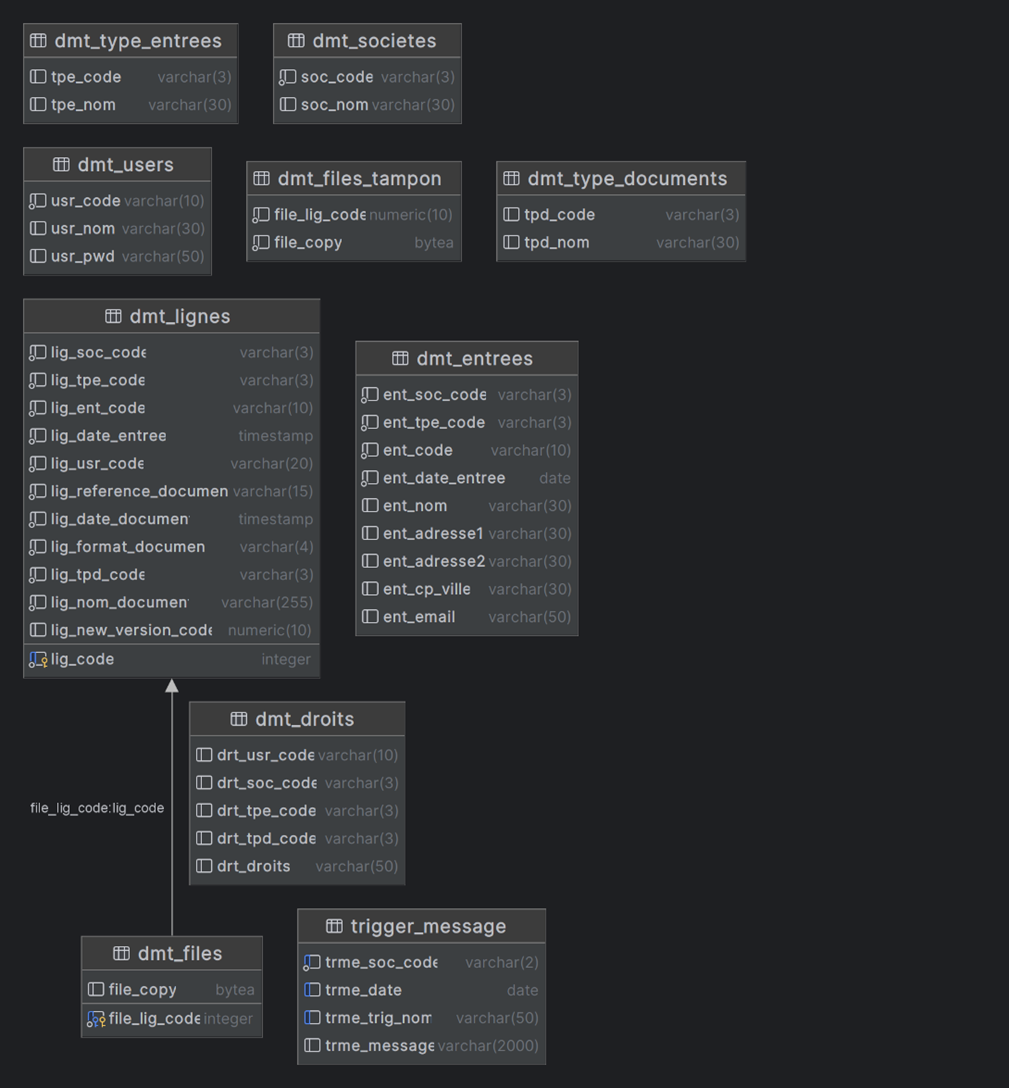 dmt_type_entrees
tpe_code varchar(3)
tpe_nom varchar(30)
dmt_societes
soc_code varchar(3)
soc_nom varchar(30)
dmt_users
usr_code varchar(10)
usr_nom varchar(30)
usr_pwd varchar(50)
dmt_files_tampon
file_lig_code numeric(10)
file_copy bytea
dmt_type_documents
tpd_code varchar(3)
tpd_nom varchar(30)
dmt_lignes
lig_soc_code varchar(3)
lig_tpe_code varchar(3)
lig_ent_code varchar(10)
lig_date_entree timestamp
lig_usr_code varchar(20)
lig_reference_documen varchar(15)
lig_date_documen timestamp
lig_format_documen varchar(4)
lig_tpd_code varchar(3)
lig_nom_documen varchar(255)
lig_new_version_code numeric(10)
lig_code integer
dmt_entrees
ent_soc_code varchar(3)
ent_tpe_code varchar(3)
ent_code varchar(10)
ent_date_entree date
ent_nom varchar(30)
ent_adresse1 varchar(30)
ent_adresse2 varchar(30)
ent_cp_ville varchar(30)
ent_email varchar(50)
dmt_droits
drt_usr_code varchar(10)
drt_soc_code varchar(3)
drt_tpe_code varchar(3)
drt_tpd_code varchar(3)
drt_droits varchar(50)
file_lig_code:lig_code
dmt_files
file_copy bytea
file_lig_code integer
trigger_message
trme_soc_code varchar(2)
trme_date date
trme_trig_nom varchar(50)
trme_message varchar(2000)